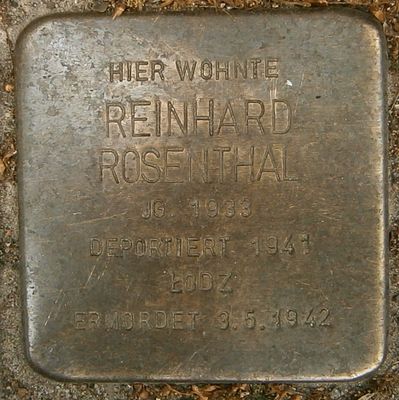 HIER WOHNTE
REINHARD
ROSENTHAL
JG. 1933
DEPORTIERT 1941
ŁODZ
ERMORDET 3.5.1942